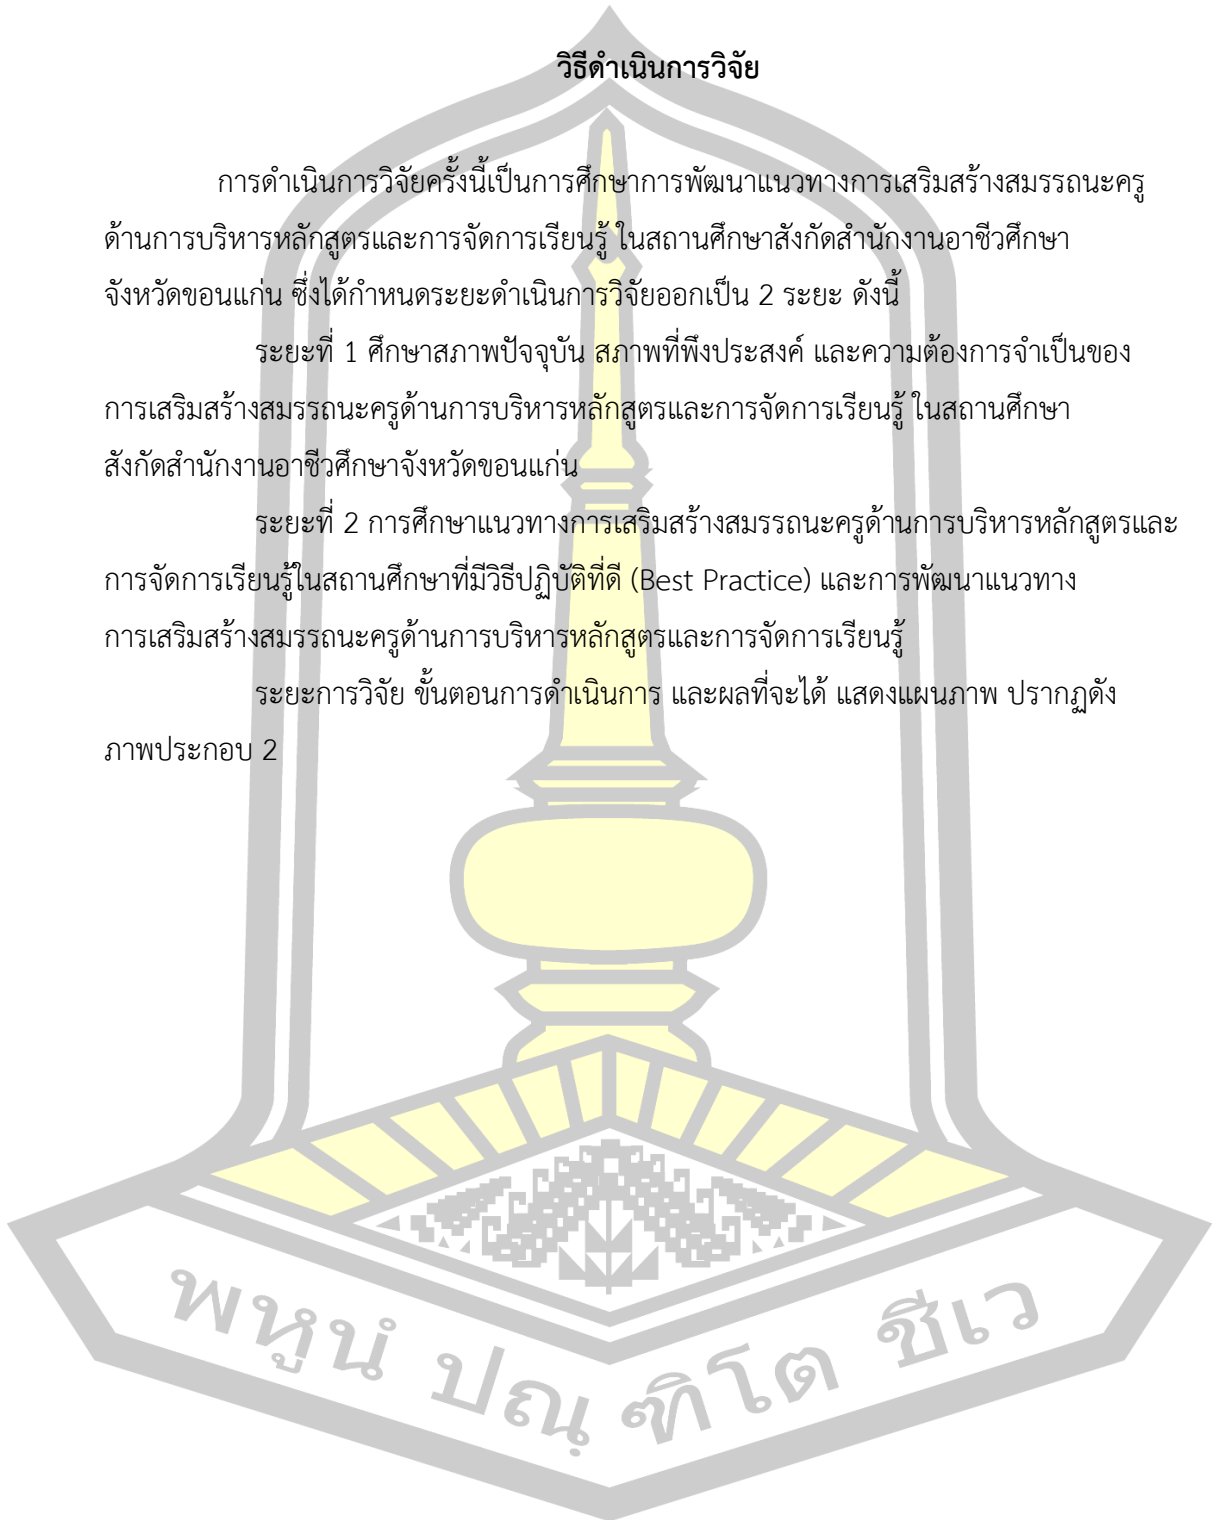 วิธีดำเนินการวิจัย
การดำเนินการวิจัยครั้งนี้เป็นการศึกษาการพัฒนาแนวทางการเสริมสร้างสมรรถนะครู
ด้านการบริหารหลักสูตรและการจัดการเรียนรู้ ในสถานศึกษาสังกัดสำนักงานอาชีวศึกษา
จังหวัดขอนแก่น ซึ่งได้กำหนดระยะดำเนินการวิจัยออกเป็น 2 ระยะ ดังนี้
ระยะที่ 1 ศึกษาสภาพปัจจุบัน สภาพที่พึงประสงค์ และความต้องการจำเป็นของ
การเสริมสร้างสมรรถนะครูด้านการบริหารหลักสูตรและการจัดการเรียนรู้ ในสถานศึกษา
สังกัดสำนักงานอาชีวศึกษาจังหวัดขอนแก่น
ระยะที่ 2 การศึกษาแนวทางการเสริมสร้างสมรรถนะครูด้านการบริหารหลักสูตรและ
การจัดการเรียนรู้ในสถานศึกษาที่มีวิธีปฏิบัติที่ดี (Best Practice) และการพัฒนาแนวทาง
การเสริมสร้างสมรรถนะครูด้านการบริหารหลักสูตรและการจัดการเรียนรู้
ระยะการวิจัย ขั้นตอนการดำเนินการ และผลที่จะได้ แสดงแผนภาพ ปรากฏดัง
ภาพประกอบ 2
พหูนํ ปณฺฑิโต ชีเว